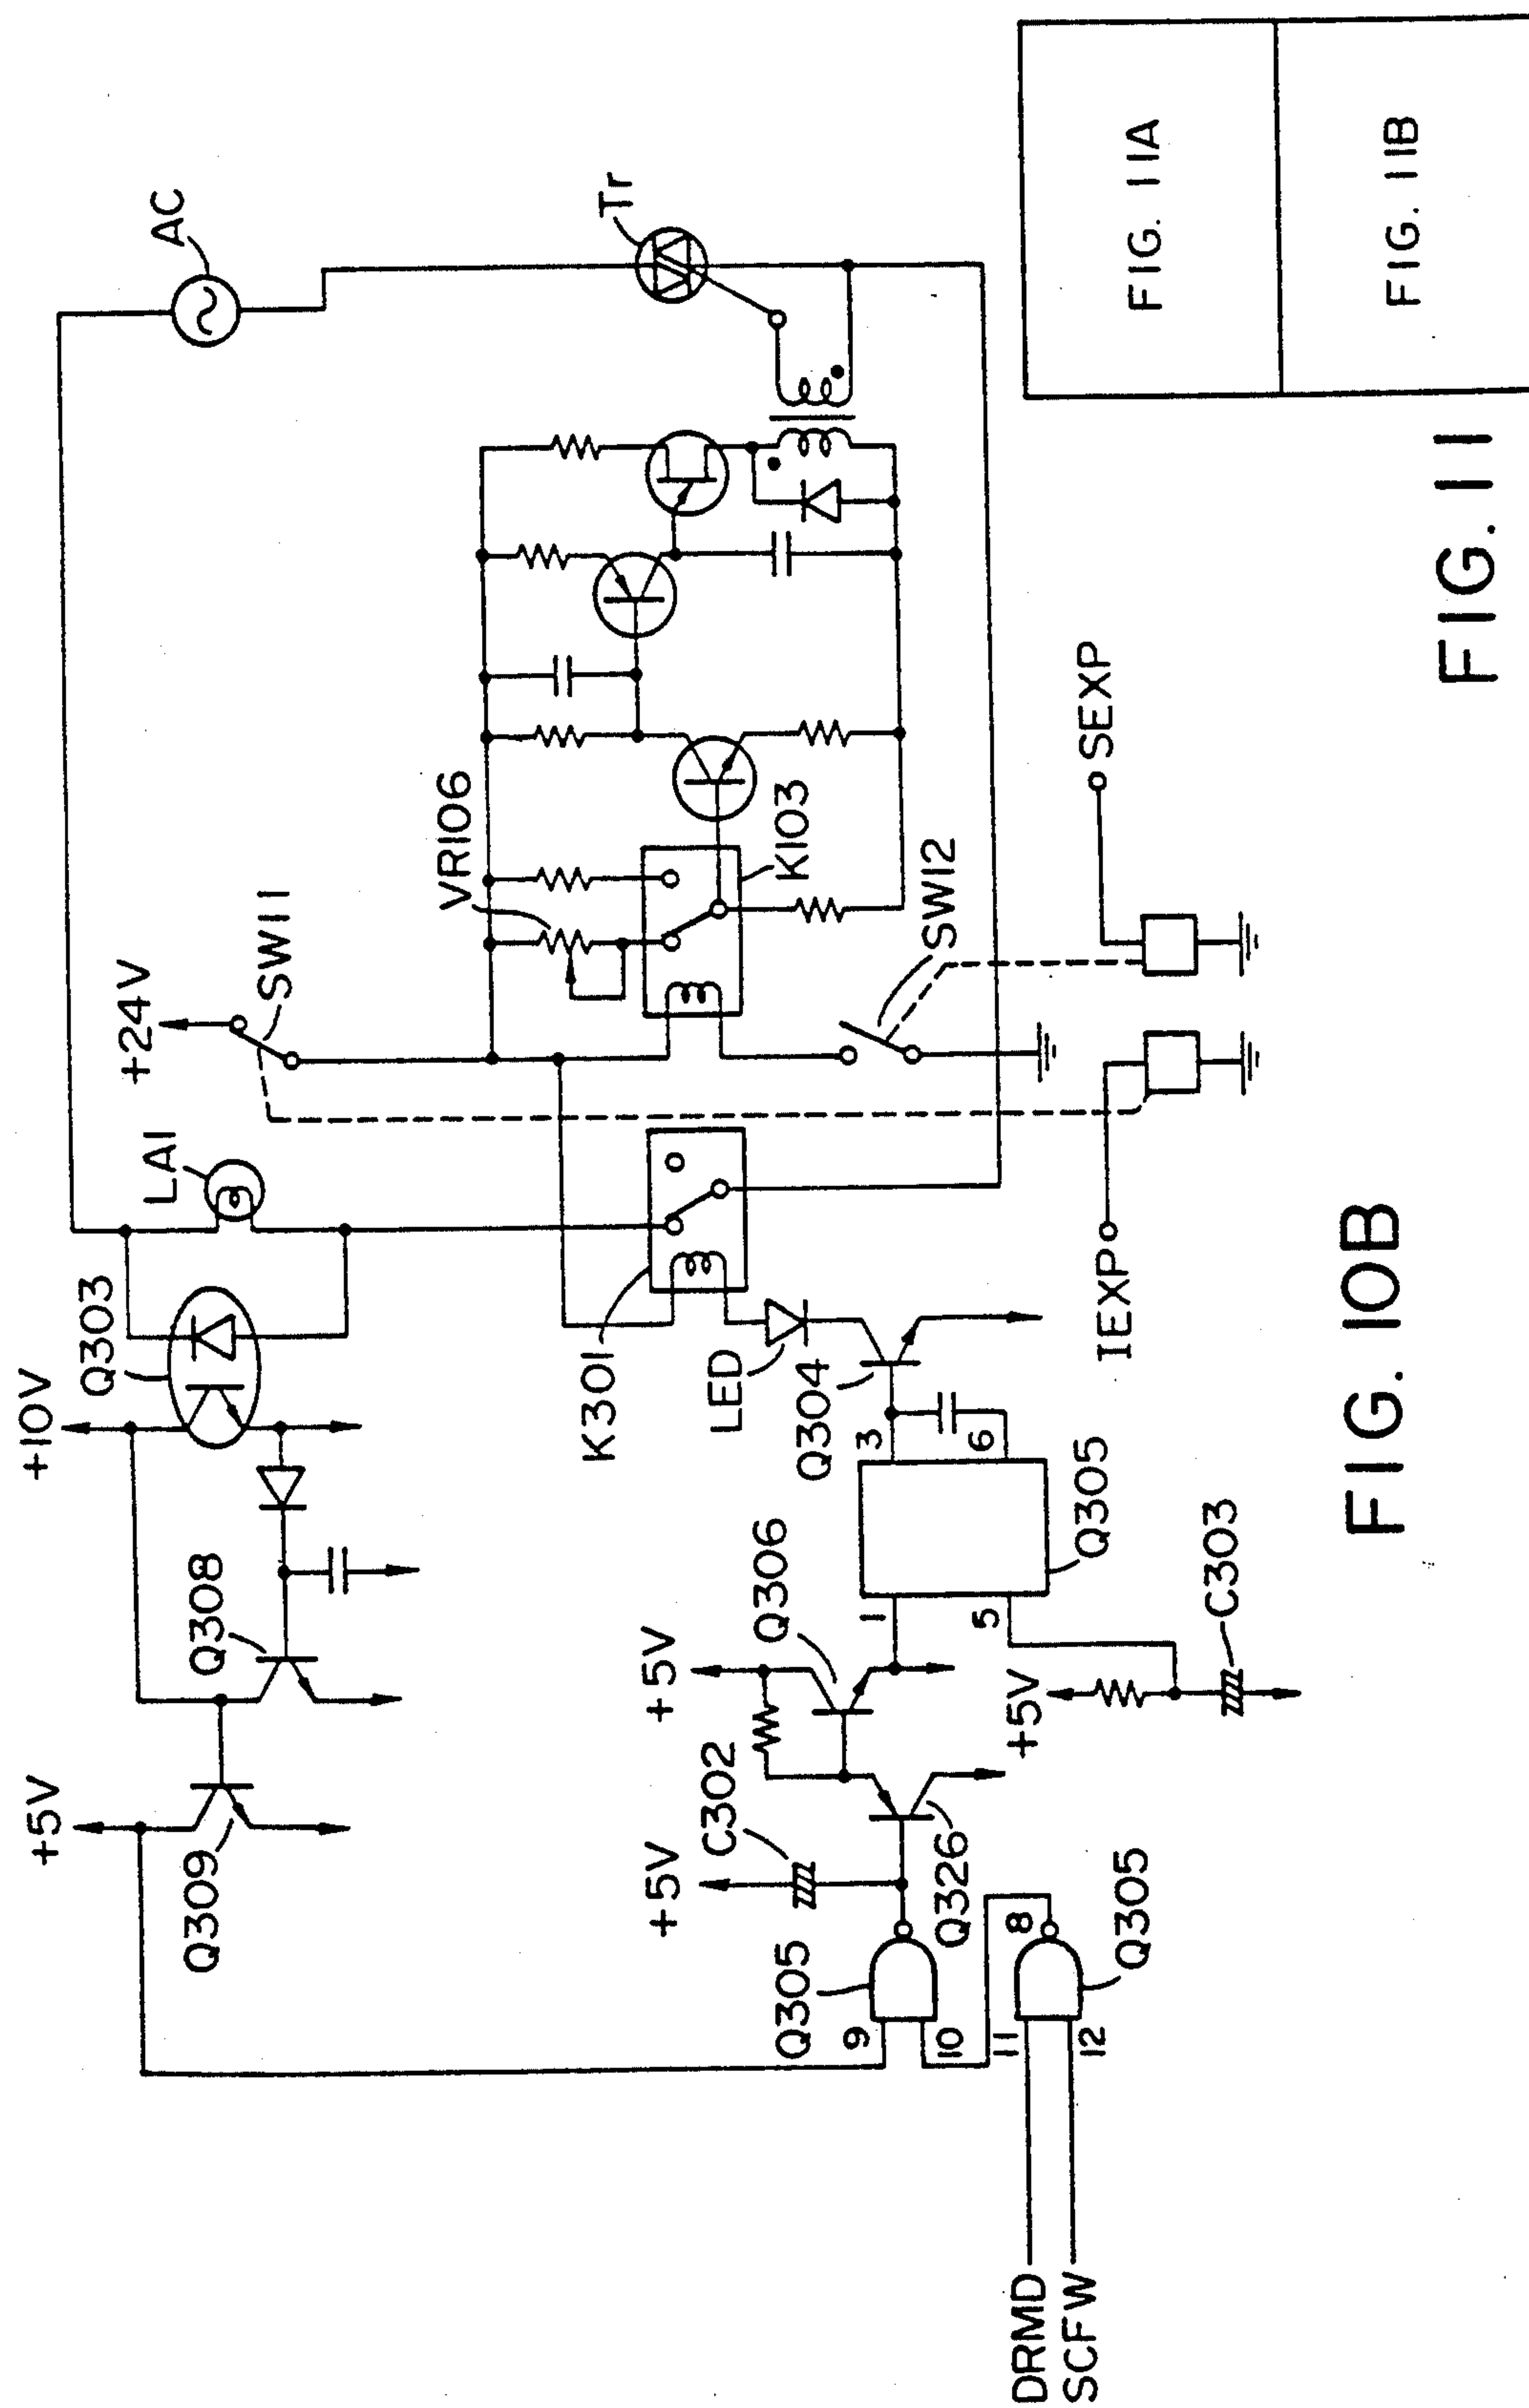 AC
Tr
FIG. 11A
FIG. 11B
FIG. 11
+24V
SW11
VR106
K103
SW12
SEXP
IEXP
LA1
+10V
Q303
K301
LED
Q304
3
6
Q305
1
5
Q308
+5V
Q306
+5V
C303
+5V
Q309
+5V
C302
Q326
Q305
9
10
8
Q305
11
12
DRMD
SCFW
FIG. 10B